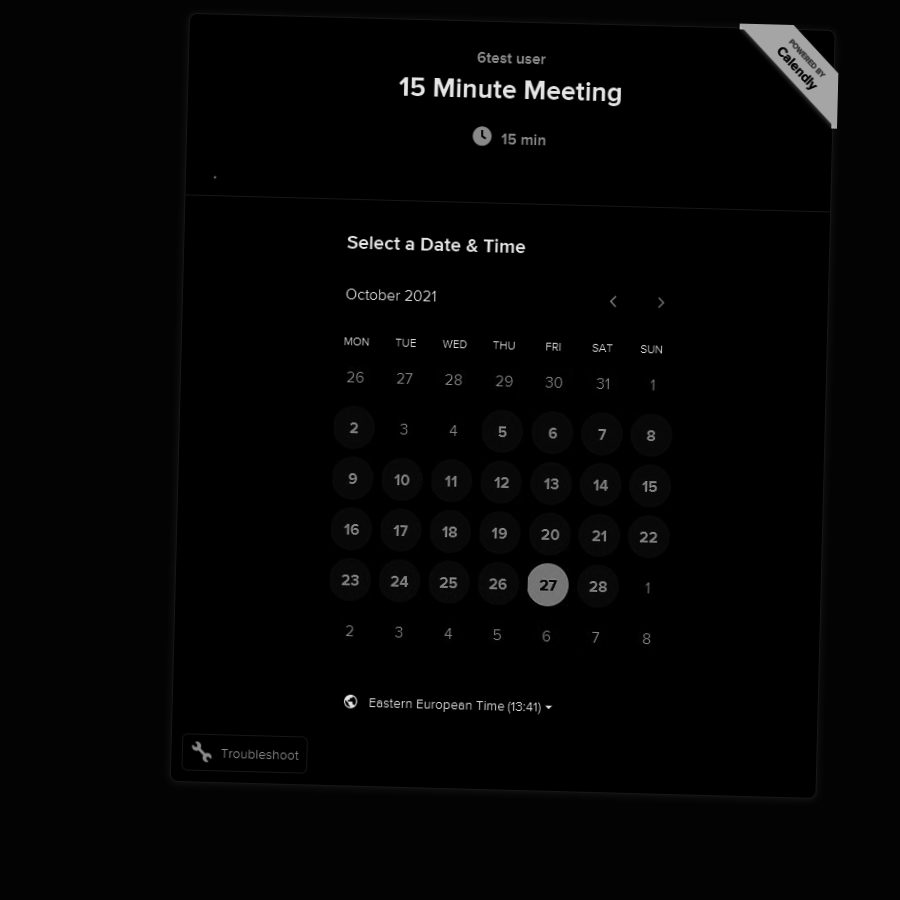 6test user
15 Minute Meeting
15 min
POWERED BY
Calendly
Select a Date & Time
October 2021
MON TUE WED THU FRI SAT SUN
26 27 28 29 30 31 1
2 3 4 5 6 7 8
9 10 11 12 13 14 15
16 17 18 19 20 21 22
23 24 25 26 27 28 1
2 3 4 5 6 7 8
Eastern European Time (13:41)
Troubleshoot